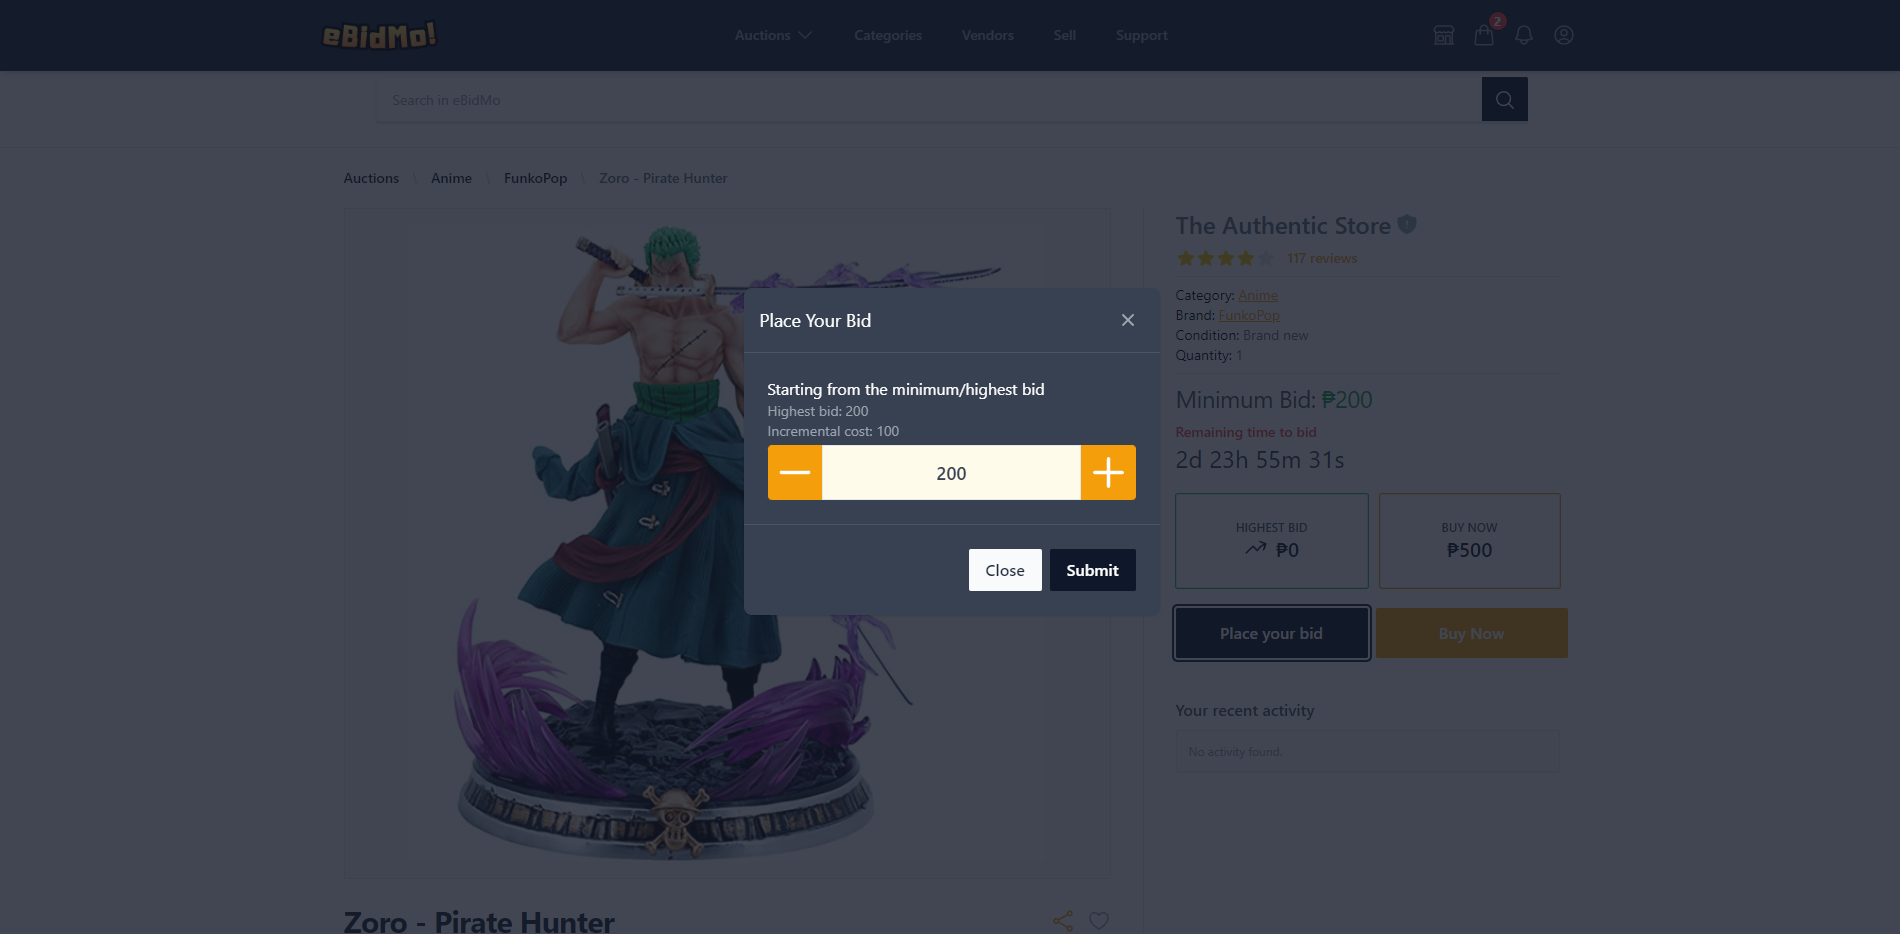 eBidMo!
Auctions Categories Vendors Sell Support
2
Search in eBidMo
Auctions \ Anime \ FunkoPop \ Zoro - Pirate Hunter
The Authentic Store
117 reviews
Category: Anime
Brand: FunkoPop
Condition: Brand new
Quantity: 1
Minimum Bid: ₱200
Remaining time to bid
2d 23h 55m 31s
HIGHEST BID
₱0
BUY NOW
₱500
Place your bid
Buy Now
Your recent activity
No activity found.
Place Your Bid
Starting from the minimum/highest bid
Highest bid: 200
Incremental cost: 100
200
Close
Submit
Zoro - Pirate Hunter